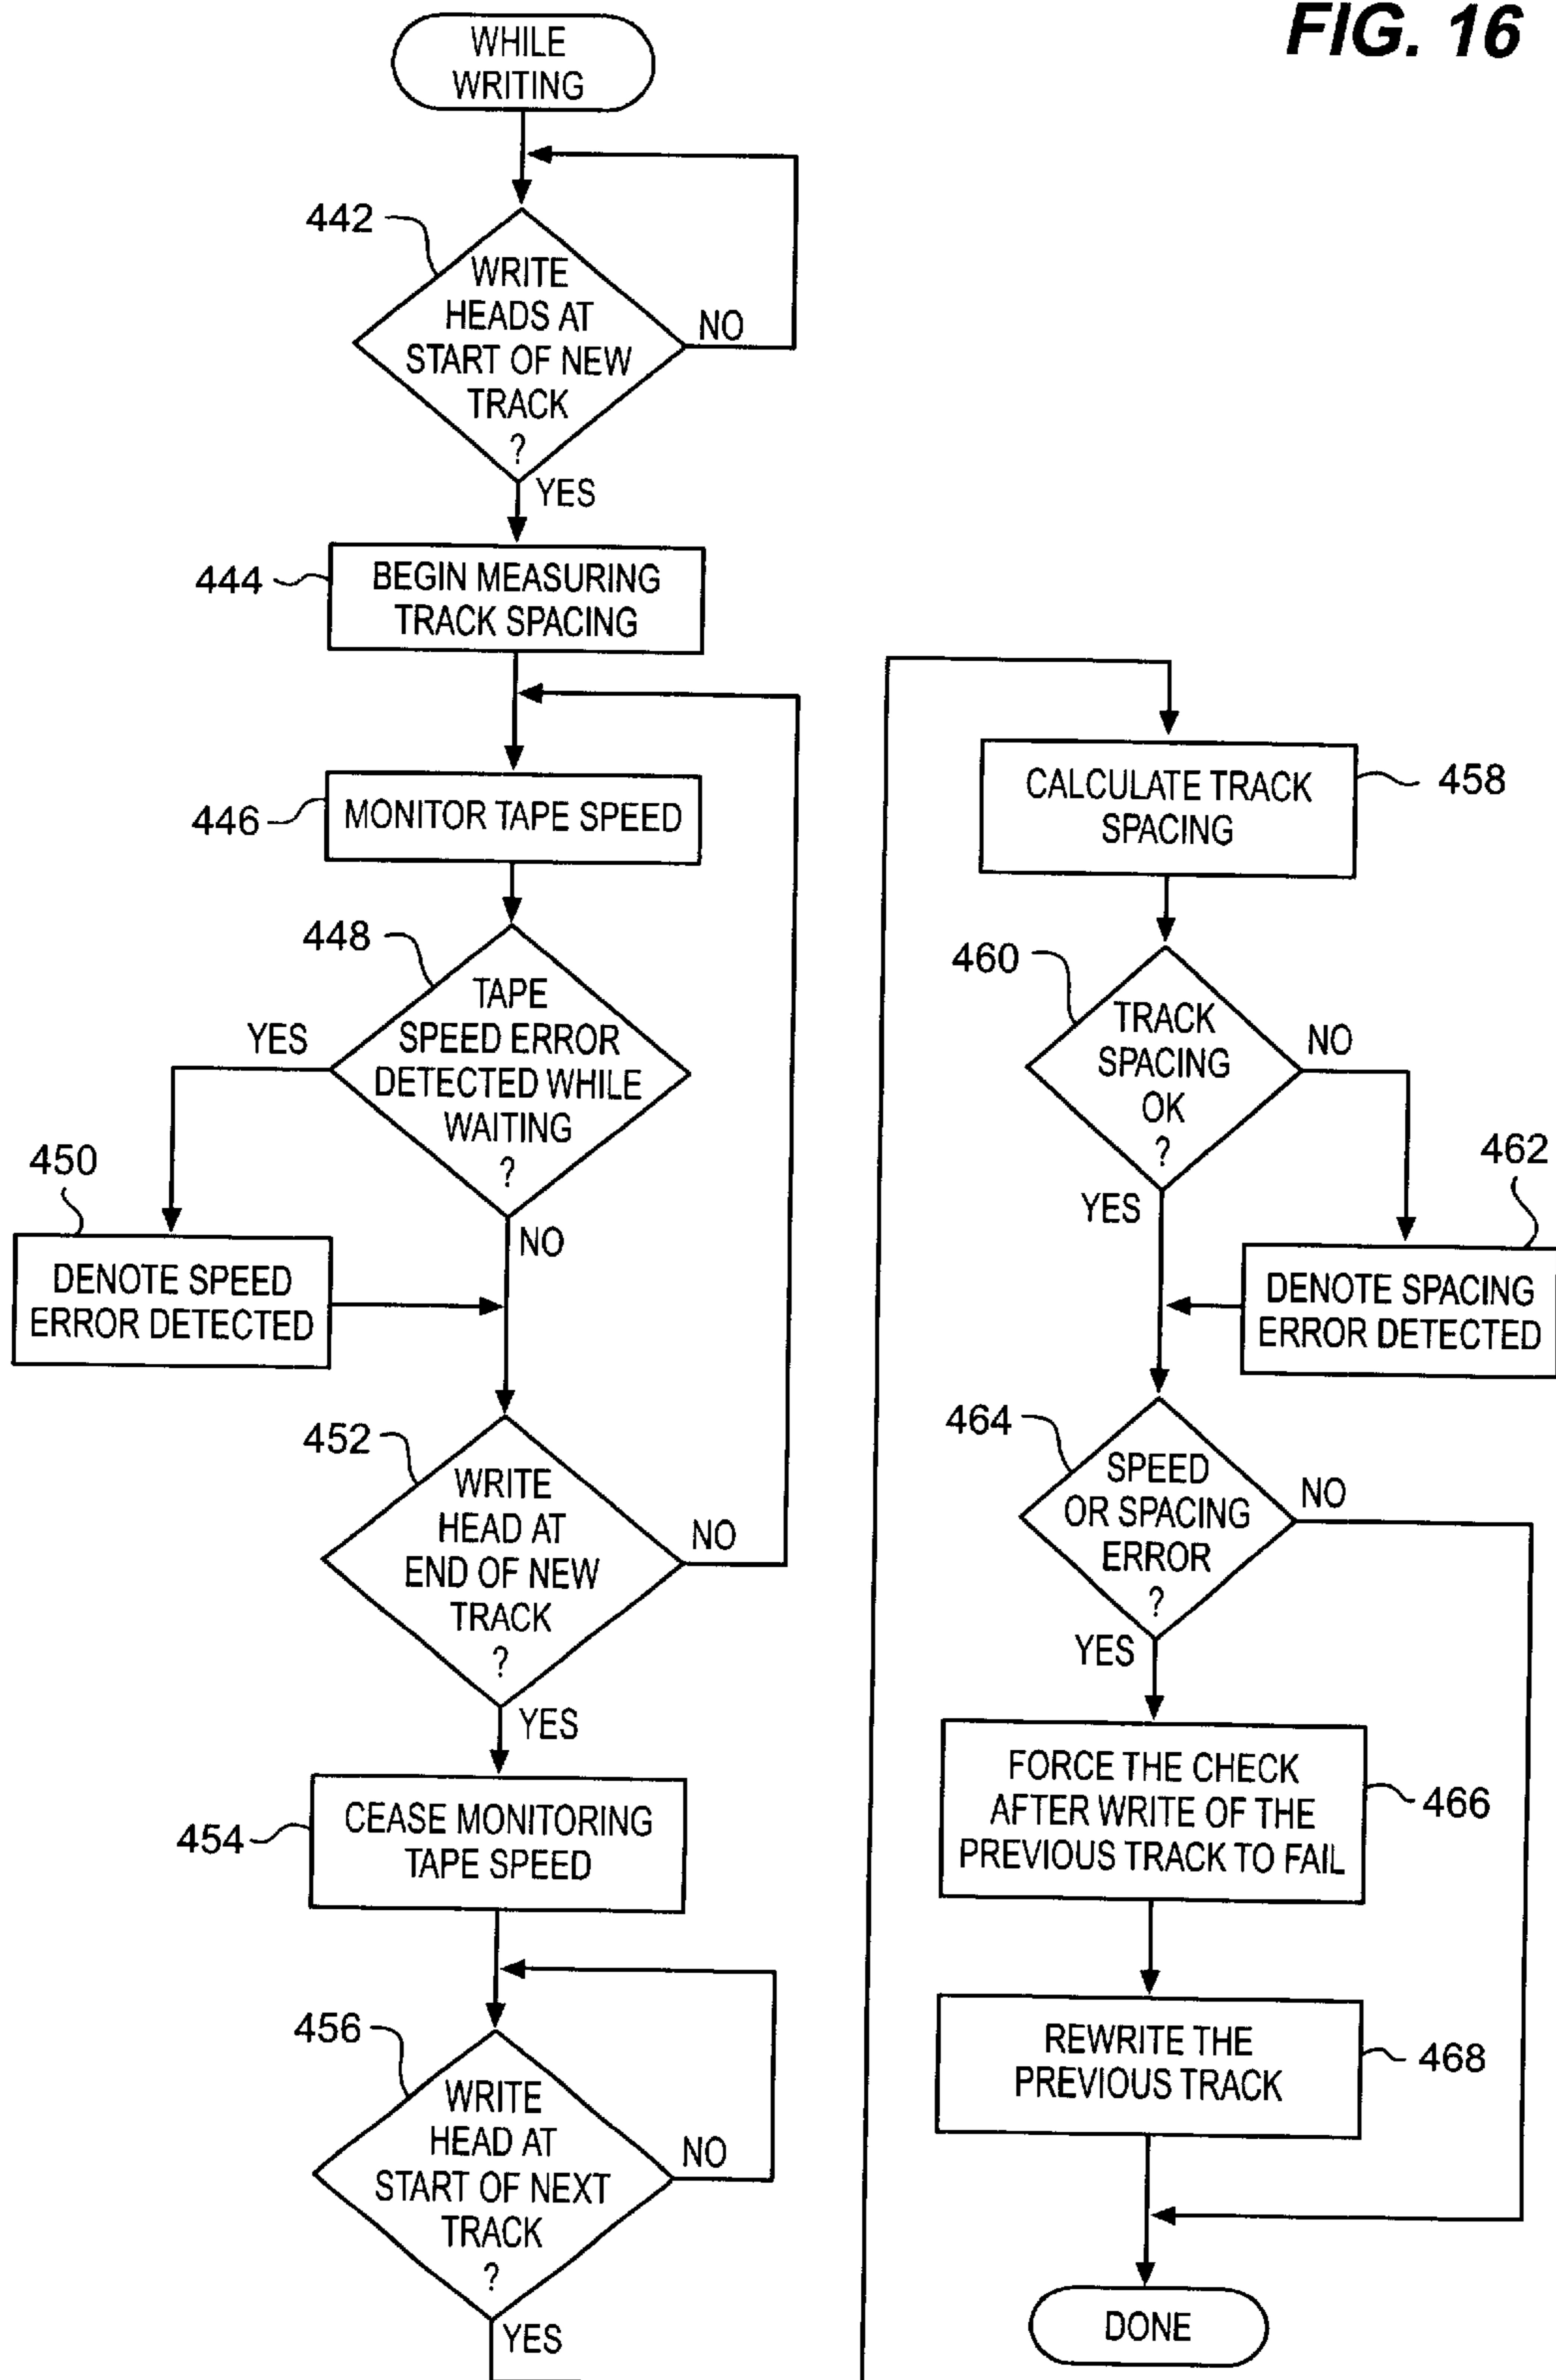 FIG. 16
WHILE
WRITING
442
WRITE
HEADS AT
START OF NEW
TRACK
?
NO
YES
444
BEGIN MEASURING
TRACK SPACING
446
MONITOR TAPE SPEED
448
TAPE
SPEED ERROR
DETECTED WHILE
WAITING
?
YES
NO
450
DENOTE SPEED
ERROR DETECTED
452
WRITE
HEAD AT
END OF NEW
TRACK
?
NO
YES
454
CEASE MONITORING
TAPE SPEED
456
WRITE
HEAD AT
START OF NEXT
TRACK
?
NO
YES
458
CALCULATE TRACK
SPACING
460
TRACK
SPACING
OK
?
NO
YES
462
DENOTE SPACING
ERROR DETECTED
464
SPEED
OR SPACING
ERROR
?
NO
YES
466
FORCE THE CHECK
AFTER WRITE OF THE
PREVIOUS TRACK TO FAIL
468
REWRITE THE
PREVIOUS TRACK
DONE